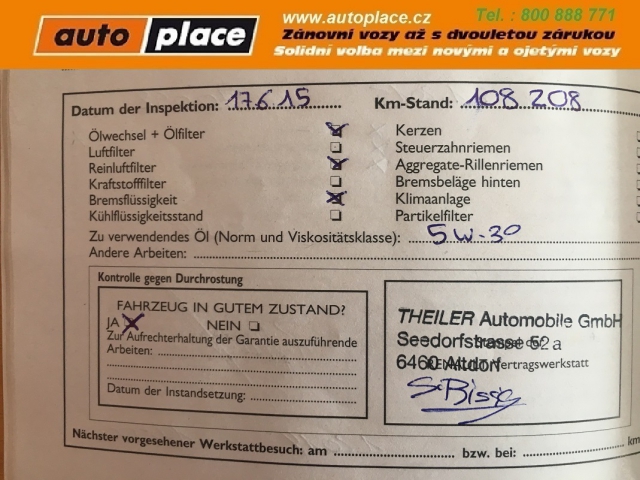 auto place
www.autoplace.cz
Tel. : 800 888 771
Zánovní vozy až s dvouletou zárukou
Solidní volba mezi novými a ojetými vozy
Datum der Inspektion: 17.6.15 Km-Stand: 108 208
Ölwechsel + Ölfilter Kerzen
Luftfilter Steuerzahnriemen
Reinluftfilter Aggregate-Rillenriemen
Kraftstofffilter Bremsbeläge hinten
Bremsflüssigkeit Klimaanlage
Kühlflüssigkeitsstand Partikelfilter
Zu verwendetes Öl (Norm und Viskositätsklasse): 5W-30
Andere Arbeiten:
Kontrolle gegen Durchrostung
FAHRZEUG IN GUTEM ZUSTAND?
JA NEIN
Zur Aufrechterhaltung der Garantie auszuführende
Arbeiten:
Datum der Instandsetzung:
THEILER Automobile GmbH
Seedorfstrasse 52a
6460 Altdorf
Vertragswerkstatt
Nächster vorgesehener Werkstattbesuch: am bzw. bei: km